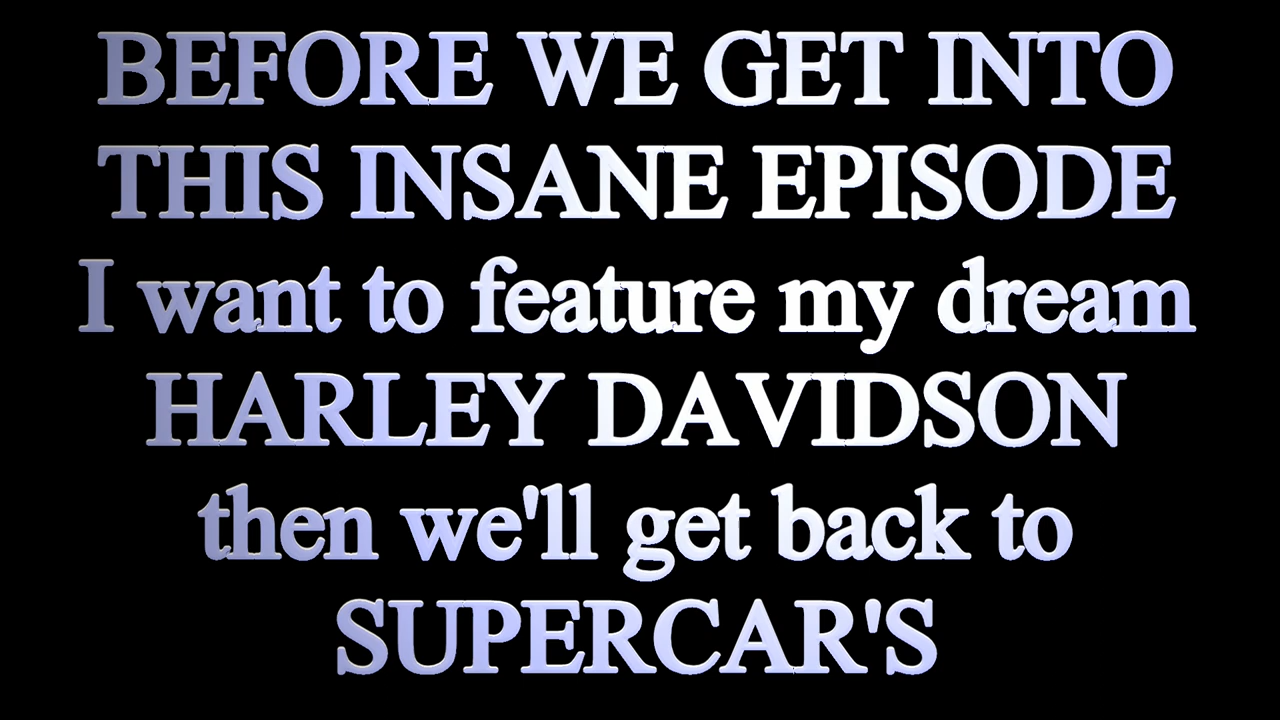 BEFORE WE GET INTO
THIS INSANE EPISODE
I want to feature my dream
HARLEY DAVIDSON
then we'll get back to
SUPERCAR'S